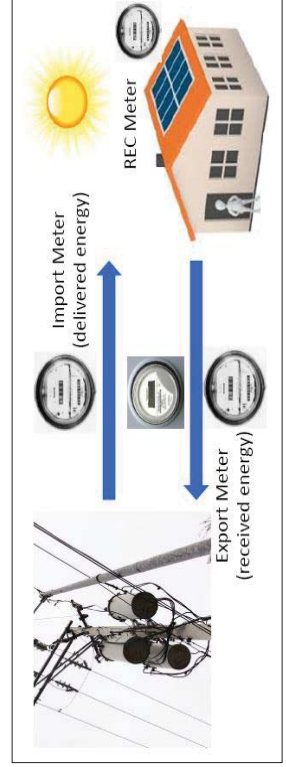 Import Meter
(delivered energy)
REC Meter
Export Meter
(received energy)